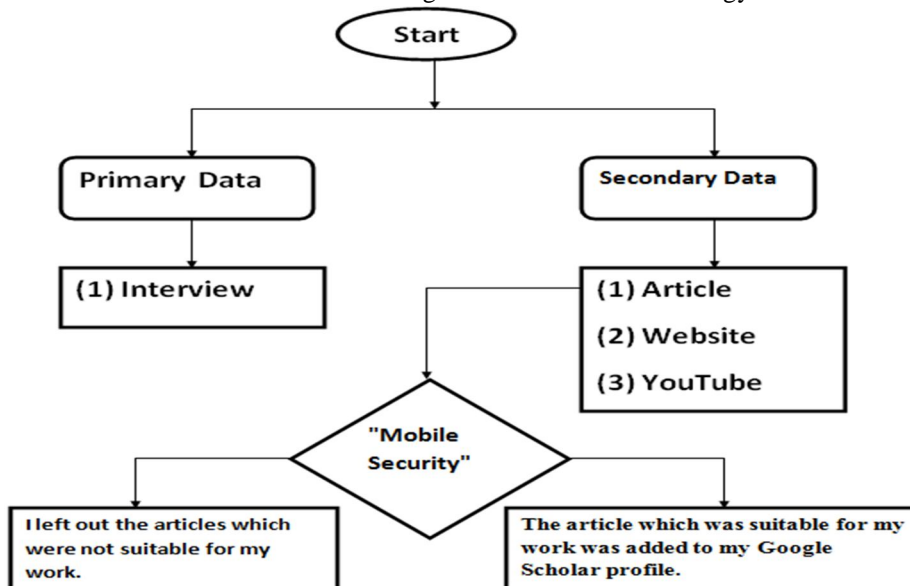 Start
Primary Data
Secondary Data
(1) Interview
(1) Article
(2) Website
(3) YouTube
"Mobile
Security"
I left out the articles which
were not suitable for my
work.
The article which was suitable for my
work was added to my Google
Scholar profile.